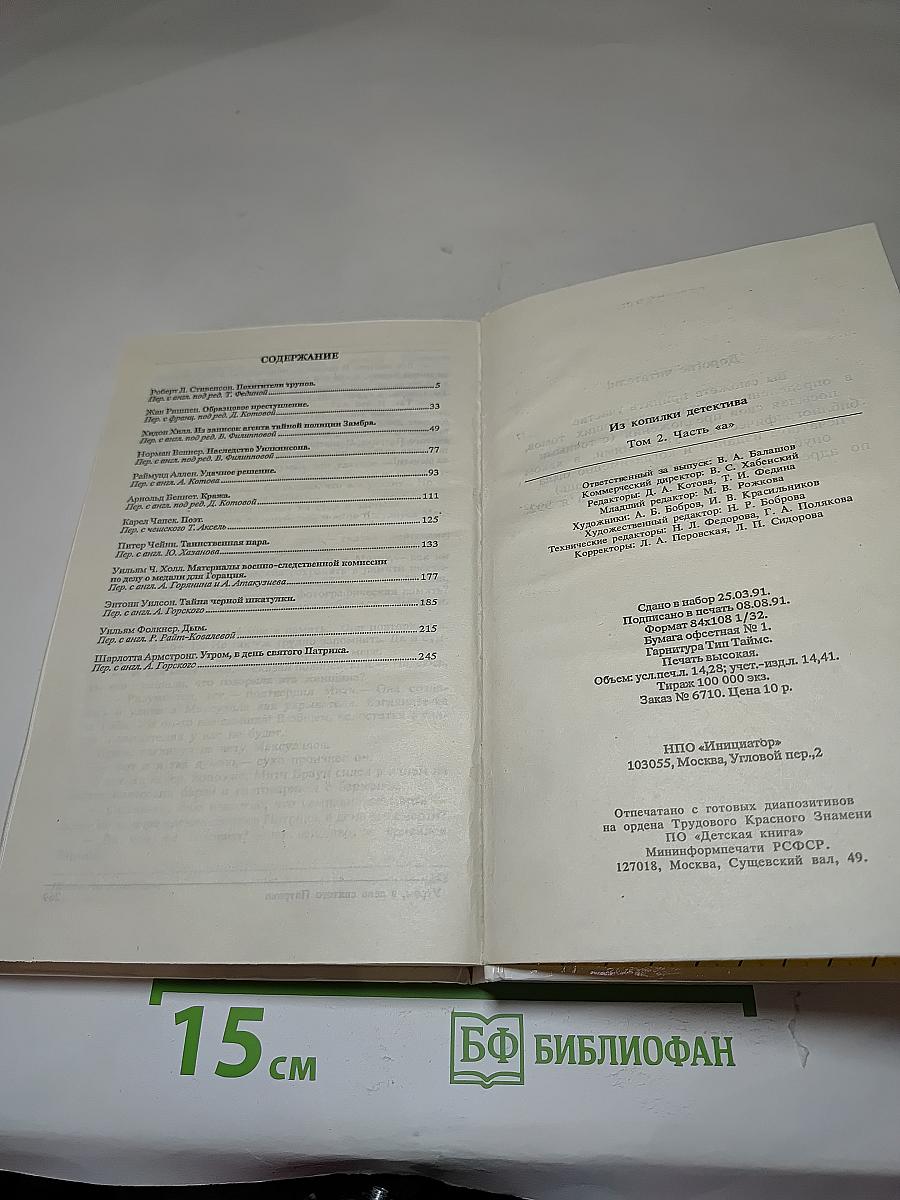 СОДЕРЖАНИЕ
Роберт Л. Стивенсон. Похитители трупов.
Пер. с англ. под ред. Т. Фединой 5
Жан Ришпен. Образцовое преступление.
Пер. с франц. под ред. Д. Котовой 33
Хидон Хилл. Из записок агента тайной полиции Замбра.
Пер. с англ. под ред. В. Филипповой 49
Норман Веннер. Наследство Уилкинсона.
Пер. с англ. под ред. В. Филипповой 77
Раймунд Аллен. Удачное решение.
Пер. с англ. А. Котова 93
Арнольд Беннет. Кража.
Пер. с англ. под ред. Д. Котовой 111
Карел Чапек. Поэт.
Пер. с чешского Т. Аксель 125
Питер Чейни. Таинственная пара.
Пер. с англ. Ю. Хазанова 133
Уильям Ч. Холл. Материалы военно-следственной комиссии
по делу о медали для Горация.
Пер. с англ. А. Горянина и А. Атакузиева 177
Энтони Уилсон. Тайна черной шкатулки.
Пер. с англ. А. Горского 185
Уильям Фолкнер. Дым.
Пер. с англ. Р. Райт-Ковалевой 215
Шарлотта Армстронг. Утром, в день святого Патрика.
Пер. с англ. А. Горского 245
Из копилки детектива
Том 2. Часть «а»
Ответственный за выпуск: В. А. Балашов
Коммерческий директор: В. С. Хабенский
Редакторы: Д. А. Котова, Т. И. Федина
Младший редактор: М. В. Рожкова
Художники: А. Б. Бобров, И. В. Красильников
Художественный редактор: Н. Р. Боброва
Технические редакторы: Н. Л. Федорова, Г. А. Полякова
Корректоры: Л. А. Перовская, Л. П. Сидорова
Сдано в набор 25.03.91.
Подписано в печать 08.08.91.
Формат 84х108 1/32.
Бумага офсетная № 1.
Гарнитура Тип Таймс.
Печать высокая.
Объем: усл.печ.л. 14,28; учет.-изд.л. 14,41.
Тираж 100 000 экз.
Заказ № 6710. Цена 10 р.
НПО «Инициатор»
103055, Москва, Угловой пер.,2
Отпечатано с готовых диапозитивов
на ордена Трудового Красного Знамени
ПО «Детская книга»
Мининформпечати РСФСР.
127018, Москва, Сущевский вал, 49.
15 см
БФ БИБЛИОФАН